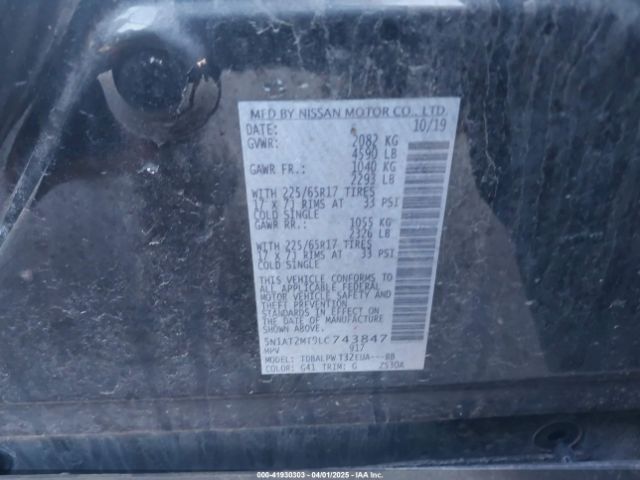 MFD BY NISSAN MOTOR CO., LTD
DATE: 10/19
GVWR: 2082 KG
4590 LB
GAWR FR.: 1040 KG
2293 LB
WITH 225/65R17 TIRES
17 X 7J RIMS AT 33 PSI
COLD SINGLE
GAWR RR.: 1055 KG
2326 LB
WITH 225/65R17 TIRES
17 X 7J RIMS AT 33 PSI
COLD SINGLE
THIS VEHICLE CONFORMS TO
ALL APPLICABLE FEDERAL
MOTOR VEHICLE SAFETY AND
THEFT PREVENTION
STANDARDS IN EFFECT ON
THE DATE OF MANUFACTURE
SHOWN ABOVE.
5N1AT2MT9LC743847
MPV 917
MODEL: TDBALPWT32EUA---BB
COLOR: G41 TRIM: G
000-41930303 - 04/01/2025 - IAA Inc.